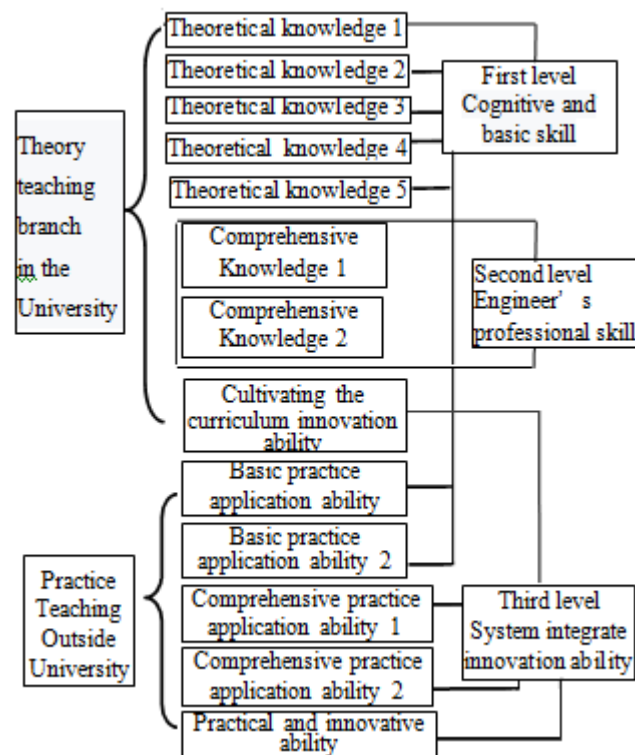 Theoretical knowledge 1
Theoretical knowledge 2
Theoretical knowledge 3
Theoretical knowledge 4
Theoretical knowledge 5
First level
Cognitive and
basic skill
Theory
teaching
branch
in the
University
Comprehensive
Knowledge 1
Comprehensive
Knowledge 2
Second level
Engineer' s
professional skill
Cultivating the
curriculum innovation
ability
Basic practice
application ability
Basic practice
application ability 2
Practice
Teaching
Outside
University
Comprehensive practice
application ability 1
Comprehensive practice
application ability 2
Third level
System integrate
innovation ability
Practical and innovative
ability